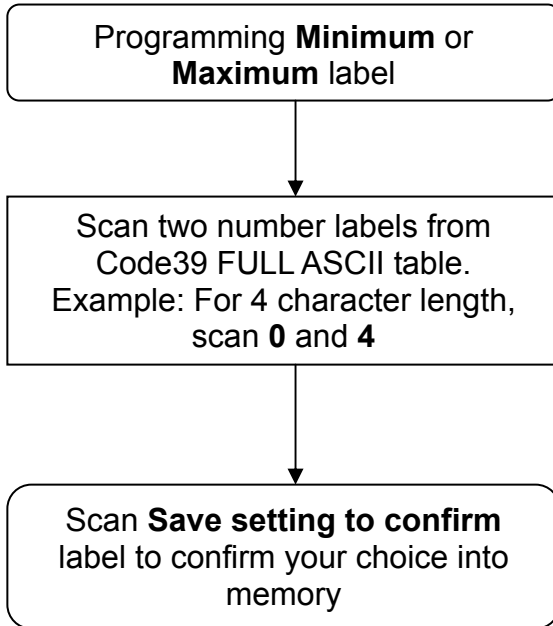 Programming Minimum or
Maximum label
Scan two number labels from
Code39 FULL ASCII table.
Example: For 4 character length,
scan 0 and 4
Scan Save setting to confirm
label to confirm your choice into
memory